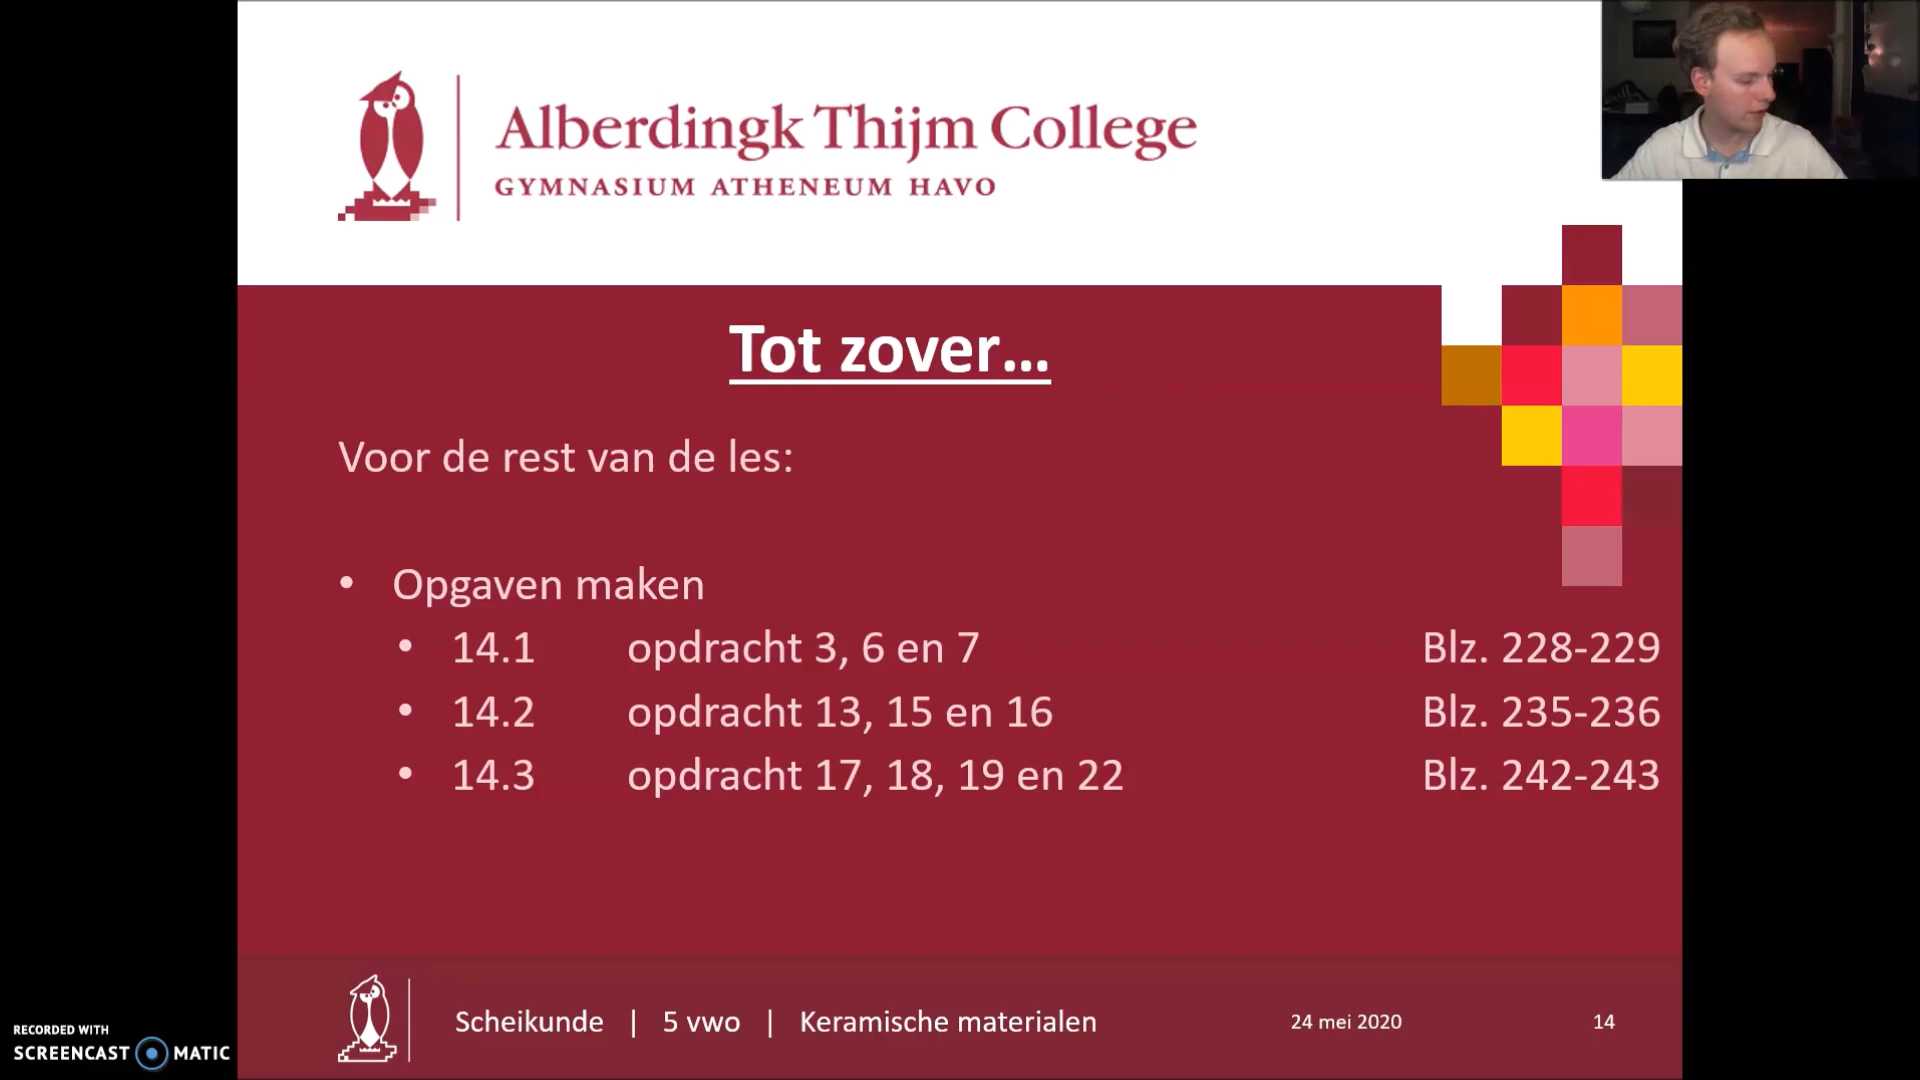 Alberdingk Thijm College
GYMNASIUM ATHENEUM HAVO
Tot zover...
Voor de rest van de les:
• Opgaven maken
• 14.1 opdracht 3, 6 en 7 Blz. 228-229
• 14.2 opdracht 13, 15 en 16 Blz. 235-236
• 14.3 opdracht 17, 18, 19 en 22 Blz. 242-243
Scheikunde | 5 vwo | Keramische materialen 24 mei 2020 14
RECORDED WITH
SCREENCAST MATIC